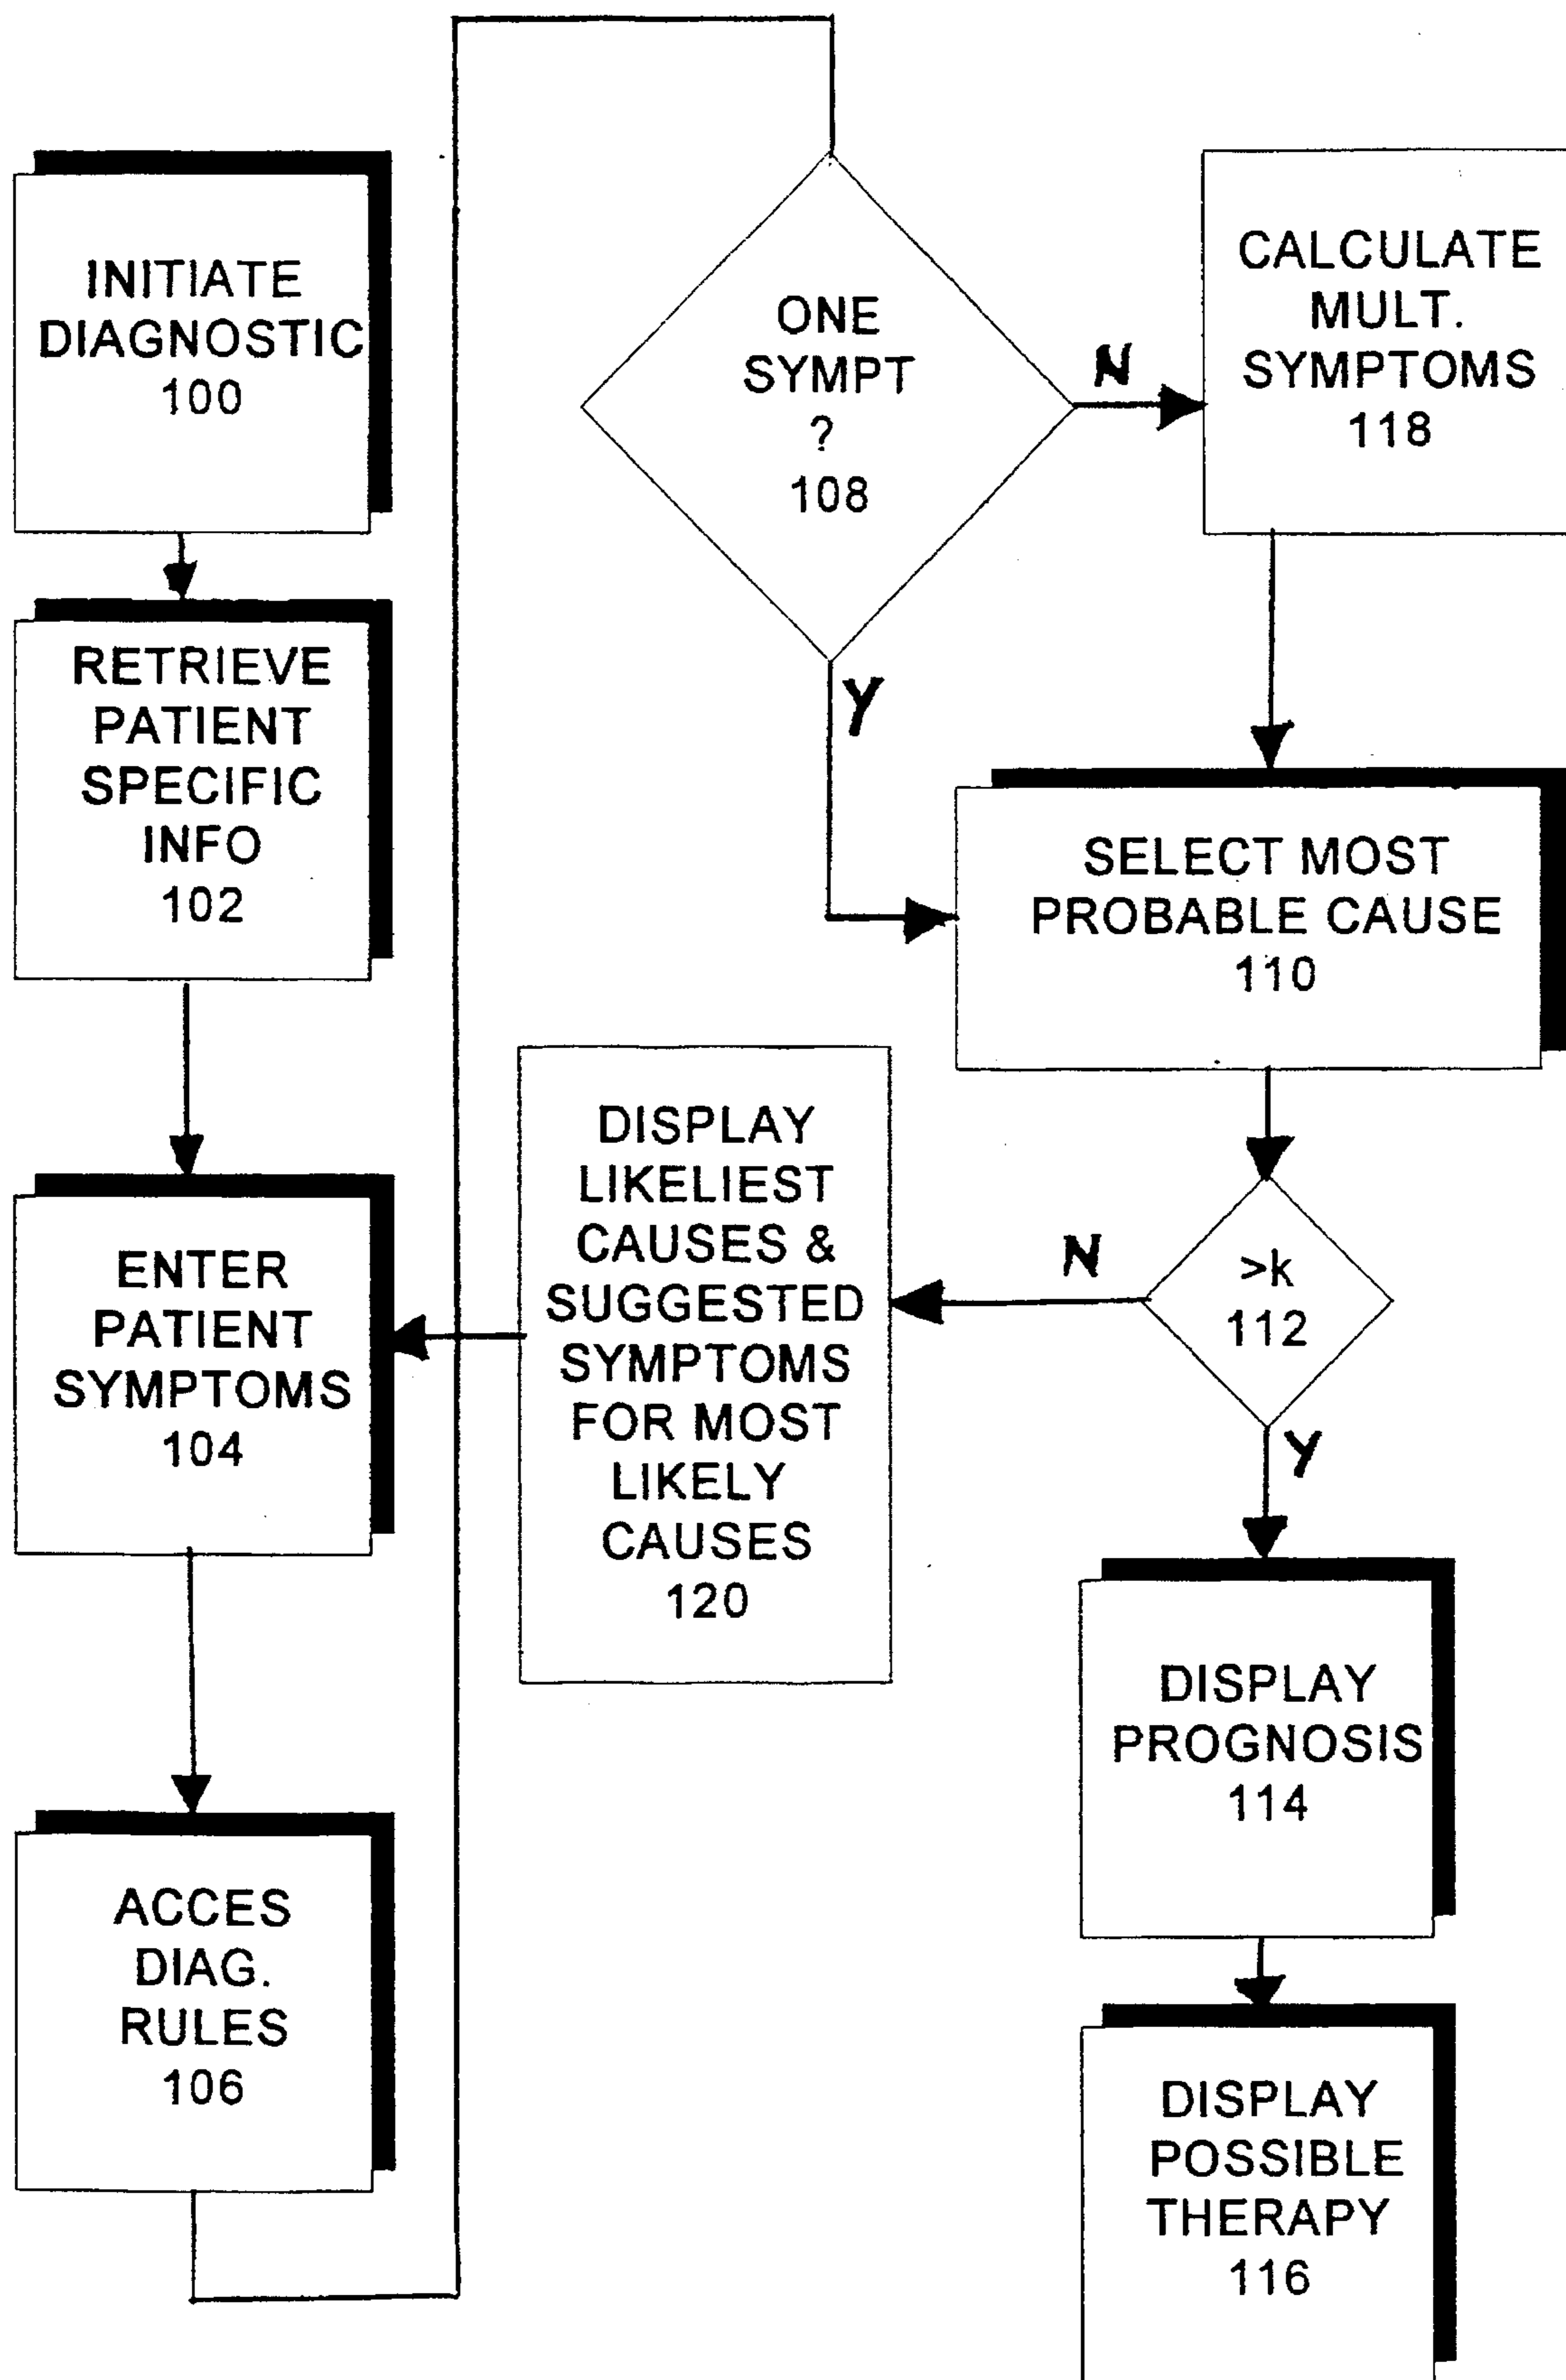 INITIATE
DIAGNOSTIC
100
RETRIEVE
PATIENT
SPECIFIC
INFO
102
ENTER
PATIENT
SYMPTOMS
104
ACCES
DIAG.
RULES
106
ONE
SYMPT
?
108
N
Y
CALCULATE
MULT.
SYMPTOMS
118
SELECT MOST
PROBABLE CAUSE
110
>k
112
N
Y
DISPLAY
LIKELIEST
CAUSES &
SUGGESTED
SYMPTOMS
FOR MOST
LIKELY
CAUSES
120
DISPLAY
PROGNOSIS
114
DISPLAY
POSSIBLE
THERAPY
116